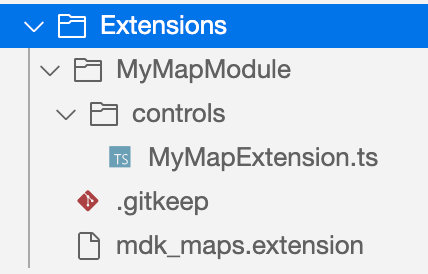 Extensions
MyMapModule
controls
TS MyMapExtension.ts
.gitkeep
mdk_maps.extension